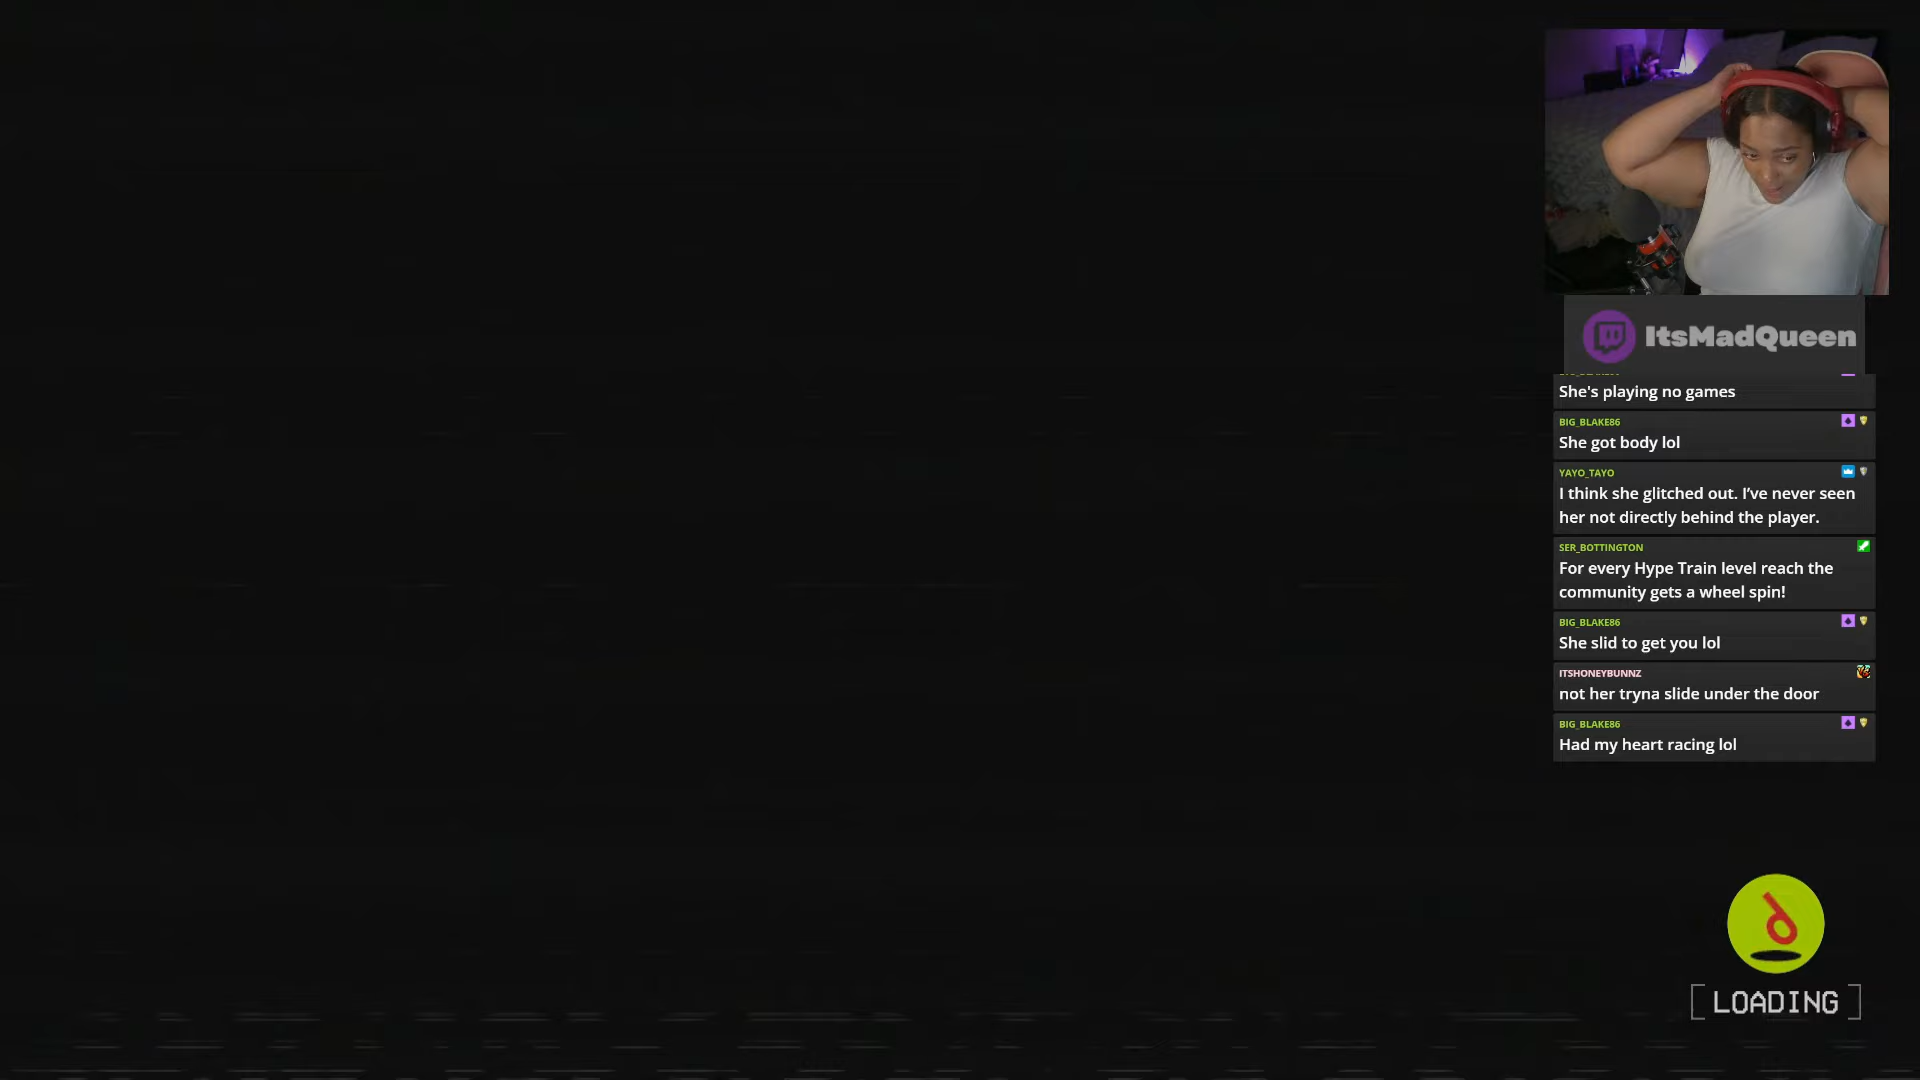 ItsMadQueen
She's playing no games
BIG_BLAKE86
She got body lol
YAYO_TAYO
I think she glitched out. I’ve never seen
her not directly behind the player.
SER_BOTTINGTON
For every Hype Train level reach the
community gets a wheel spin!
BIG_BLAKE86
She slid to get you lol
ITSHONEYBUNNZ
not her tryna slide under the door
BIG_BLAKE86
Had my heart racing lol
[LOADING]